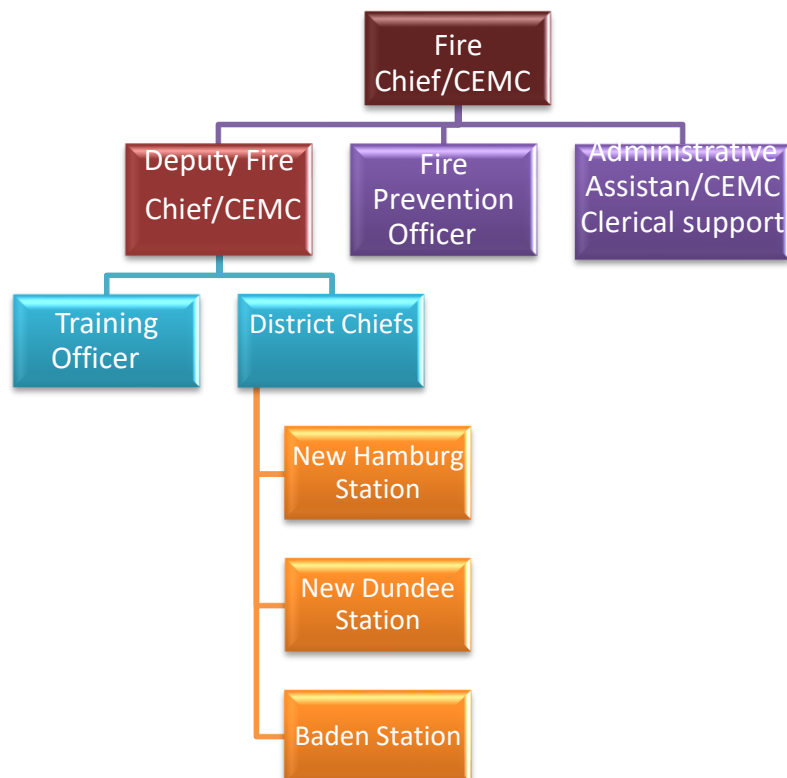 Fire
Chief/CEMC
Deputy Fire
Chief/CEMC
Fire
Prevention
Officer
Administrative
Assistan/CEMC
Clerical support
Training
Officer
District Chiefs
New Hamburg
Station
New Dundee
Station
Baden Station